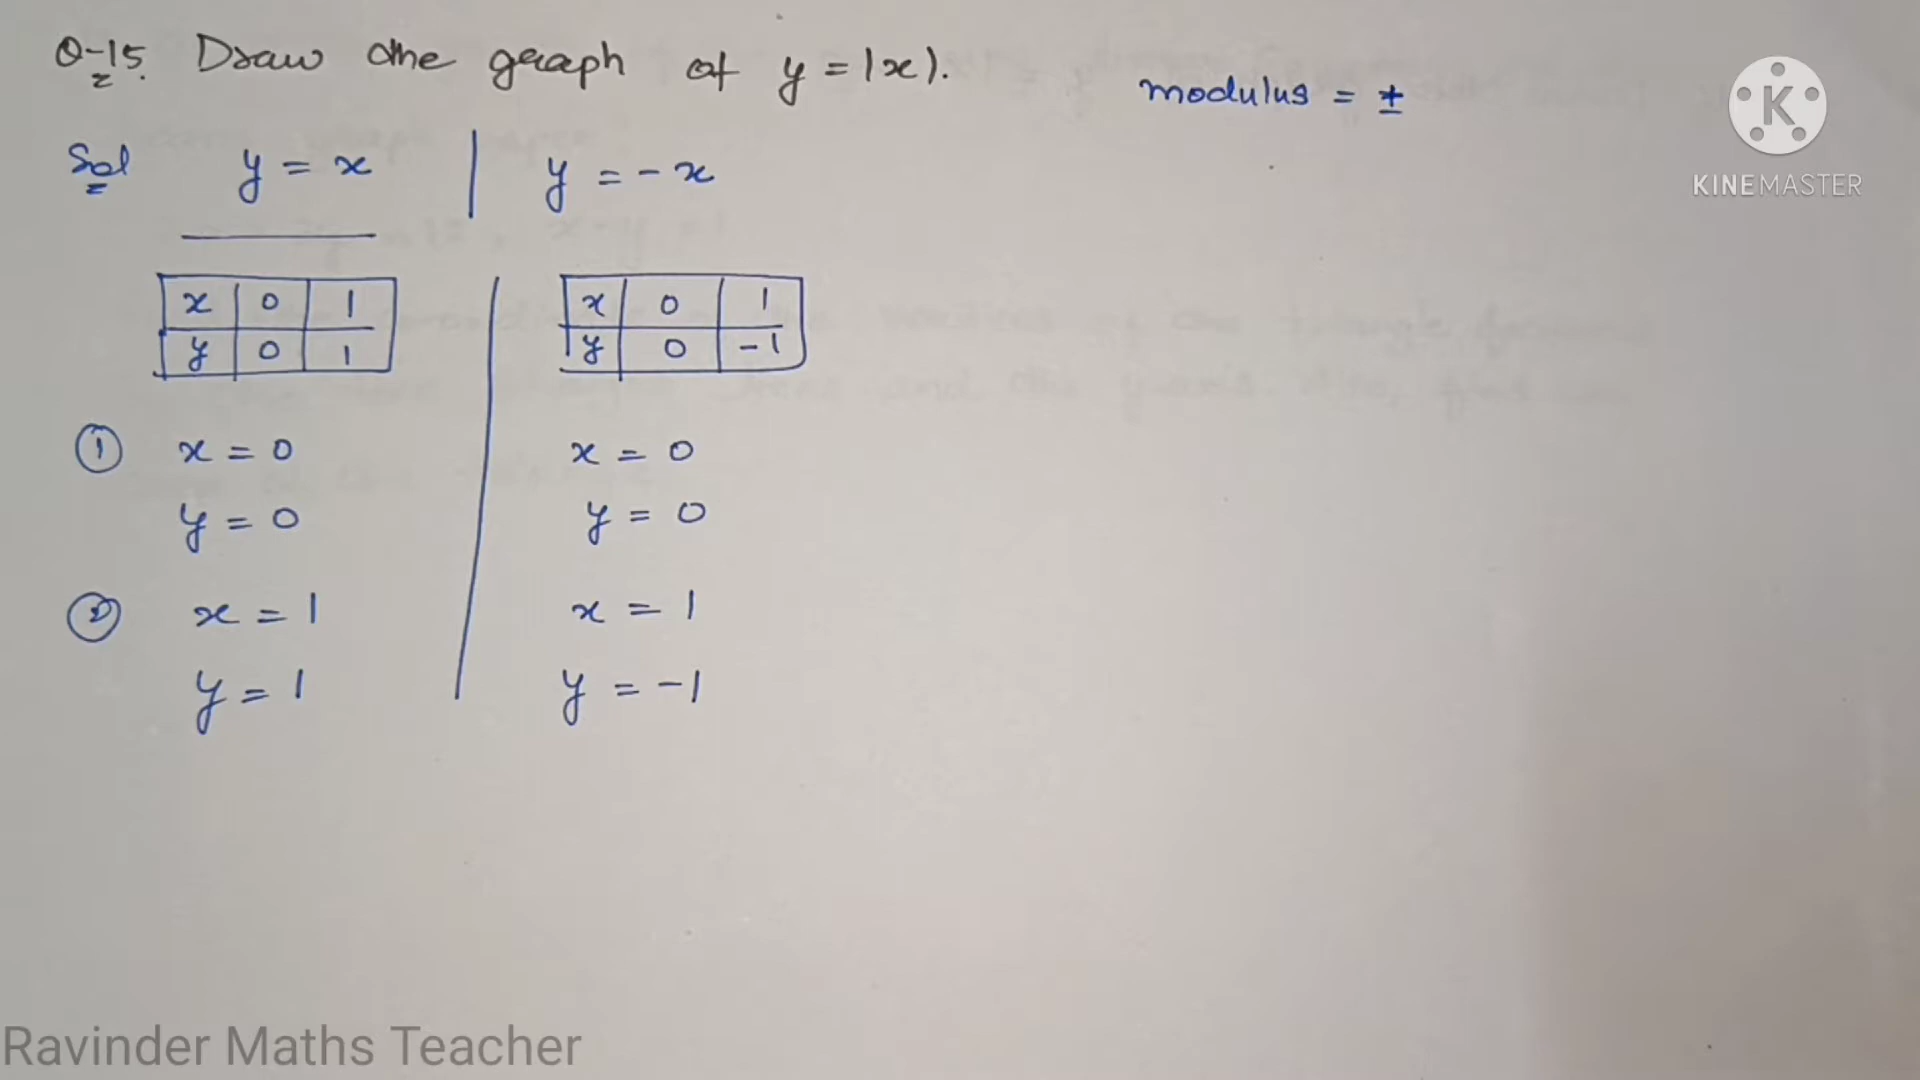 Q-15. Draw the graph of y = |x|.
modulus = ±
KINEMASTER
Sol y = x | y = -x
x 0 1
y 0 1
x 0 1
y 0 -1
① x = 0
y = 0
② x = 1
y = 1
x = 0
y = 0
x = 1
y = -1
Ravinder Maths Teacher